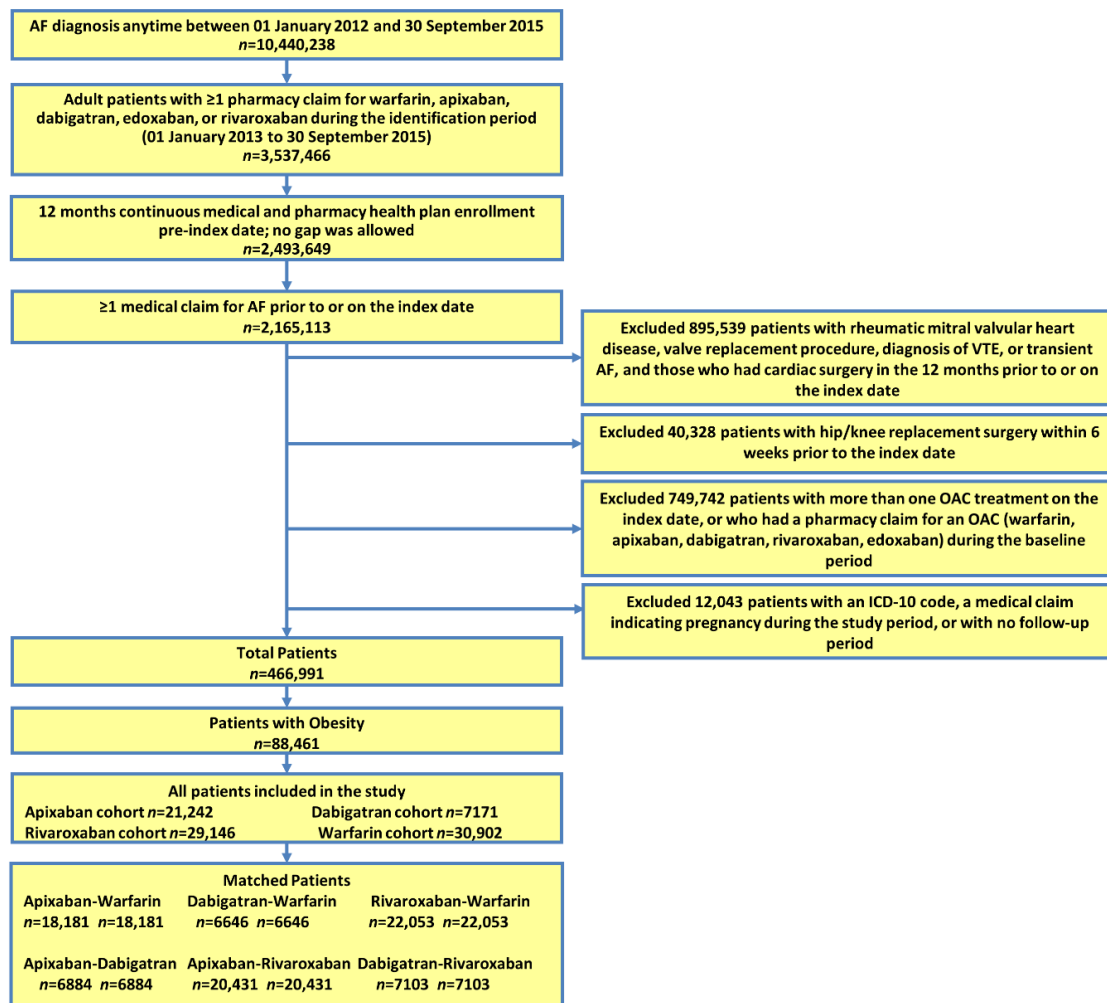 AF diagnosis anytime between 01 January 2012 and 30 September 2015
n=10,440,238
Adult patients with ≥1 pharmacy claim for warfarin, apixaban,
dabigatran, edoxaban, or rivaroxaban during the identification period
(01 January 2013 to 30 September 2015)
n=3,537,466
12 months continuous medical and pharmacy health plan enrollment
pre-index date; no gap was allowed
n=2,493,649
≥1 medical claim for AF prior to or on the index date
n=2,165,113
Excluded 895,539 patients with rheumatic mitral valvular heart
disease, valve replacement procedure, diagnosis of VTE, or transient
AF, and those who had cardiac surgery in the 12 months prior to or on
the index date
Excluded 40,328 patients with hip/knee replacement surgery within 6
weeks prior to the index date
Excluded 749,742 patients with more than one OAC treatment on the
index date, or who had a pharmacy claim for an OAC (warfarin,
apixaban, dabigatran, rivaroxaban, edoxaban) during the baseline
period
Excluded 12,043 patients with an ICD-10 code, a medical claim
indicating pregnancy during the study period, or with no follow-up
period
Total Patients
n=466,991
Patients with Obesity
n=88,461
All patients included in the study
Apixaban cohort n=21,242 Dabigatran cohort n=7171
Rivaroxaban cohort n=29,146 Warfarin cohort n=30,902
Matched Patients
Apixaban-Warfarin Dabigatran-Warfarin Rivaroxaban-Warfarin
n=18,181 n=18,181 n=6646 n=6646 n=22,053 n=22,053
Apixaban-Dabigatran Apixaban-Rivaroxaban Dabigatran-Rivaroxaban
n=6884 n=6884 n=20,431 n=20,431 n=7103 n=7103